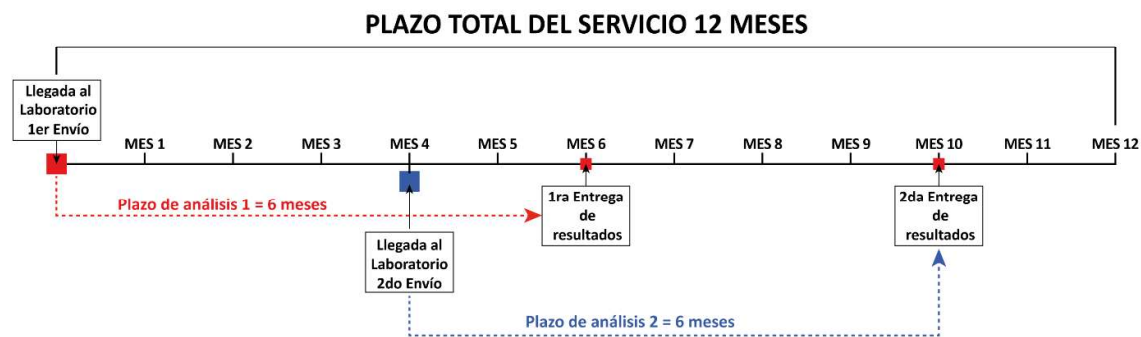 PLAZO TOTAL DEL SERVICIO 12 MESES
Llegada al
Laboratorio
1er Envío
MES 1
MES 2
MES 3
MES 4
MES 5
MES 6
MES 7
MES 8
MES 9
MES 10
MES 11
MES 12
Plazo de análisis 1 = 6 meses
1ra Entrega
de
resultados
2da Entrega
de
resultados
Llegada al
Laboratorio
2do Envío
Plazo de análisis 2 = 6 meses